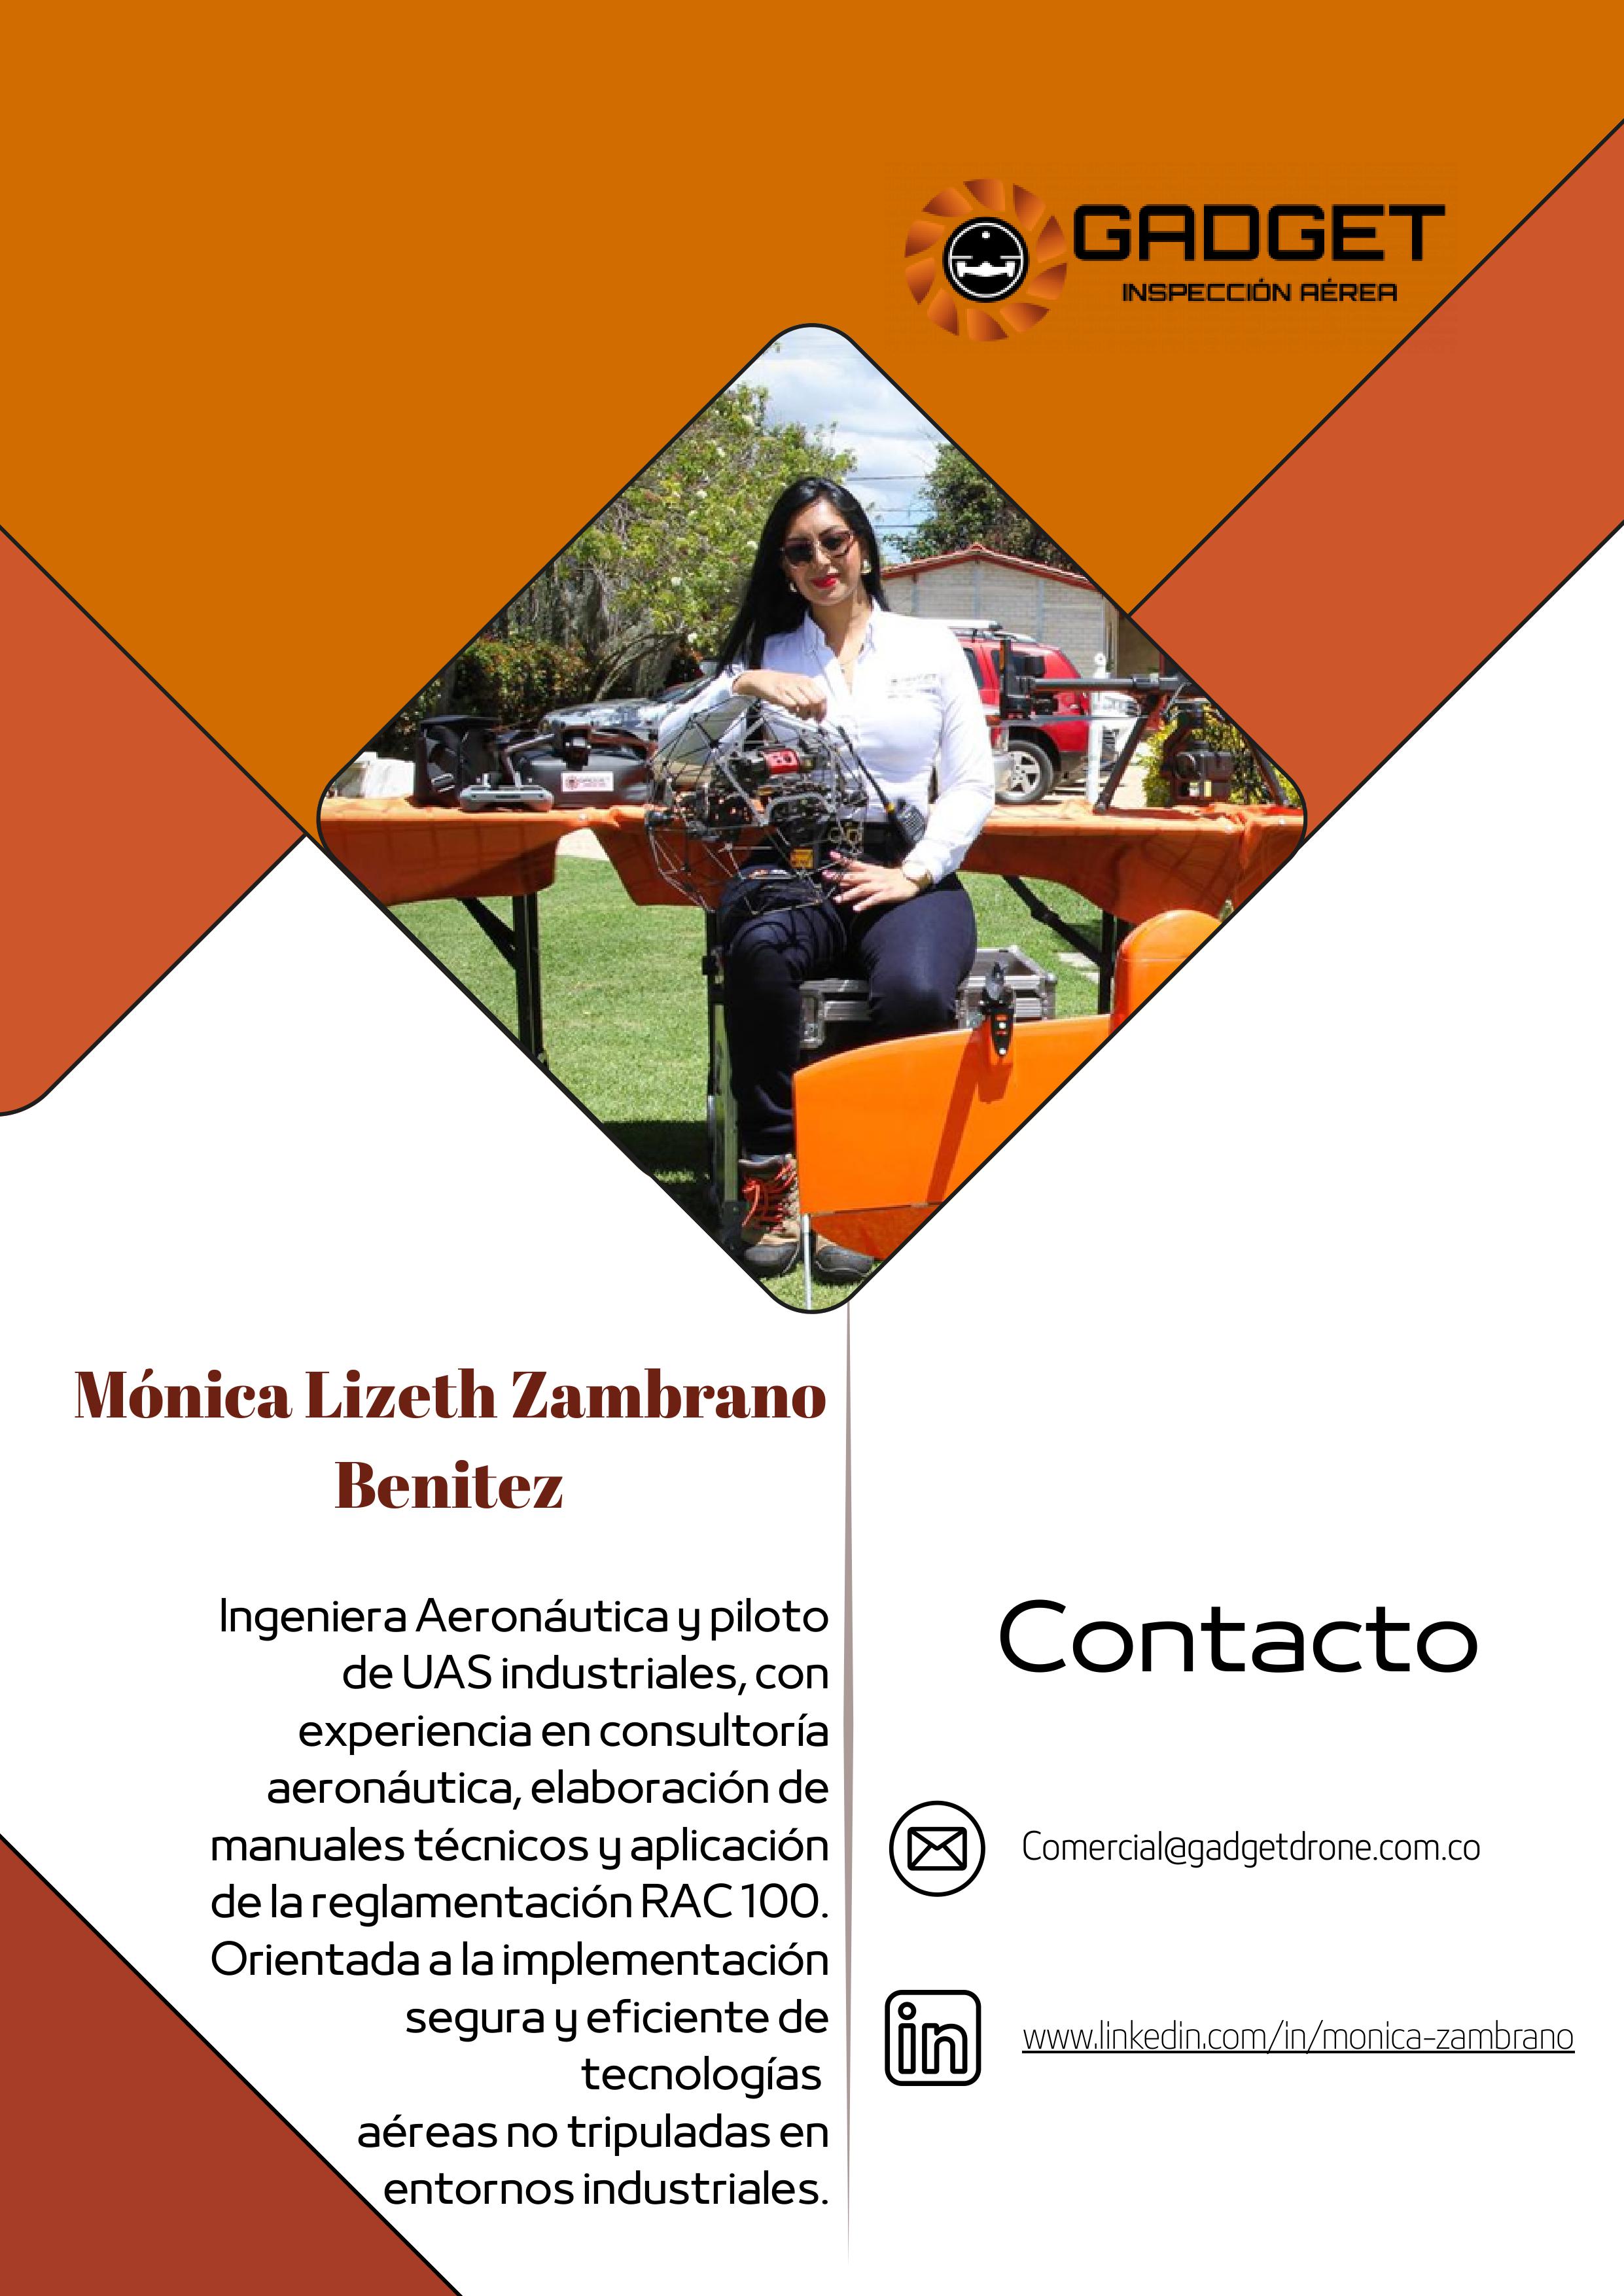 GADGET
INSPECCIÓN AÉREA
GADGET
Mónica Lizeth Zambrano
Benitez
Ingeniera Aeronáutica y piloto
de UAS industriales, con
experiencia en consultoría
aeronáutica, elaboración de
manuales técnicos y aplicación
de la reglamentación RAC 100.
Orientada a la implementación
segura y eficiente de
tecnologías
aéreas no tripuladas en
entornos industriales.
Contacto
Comercial@gadgetdrone.com.co
in
www.linkedin.com/in/monica-zambrano